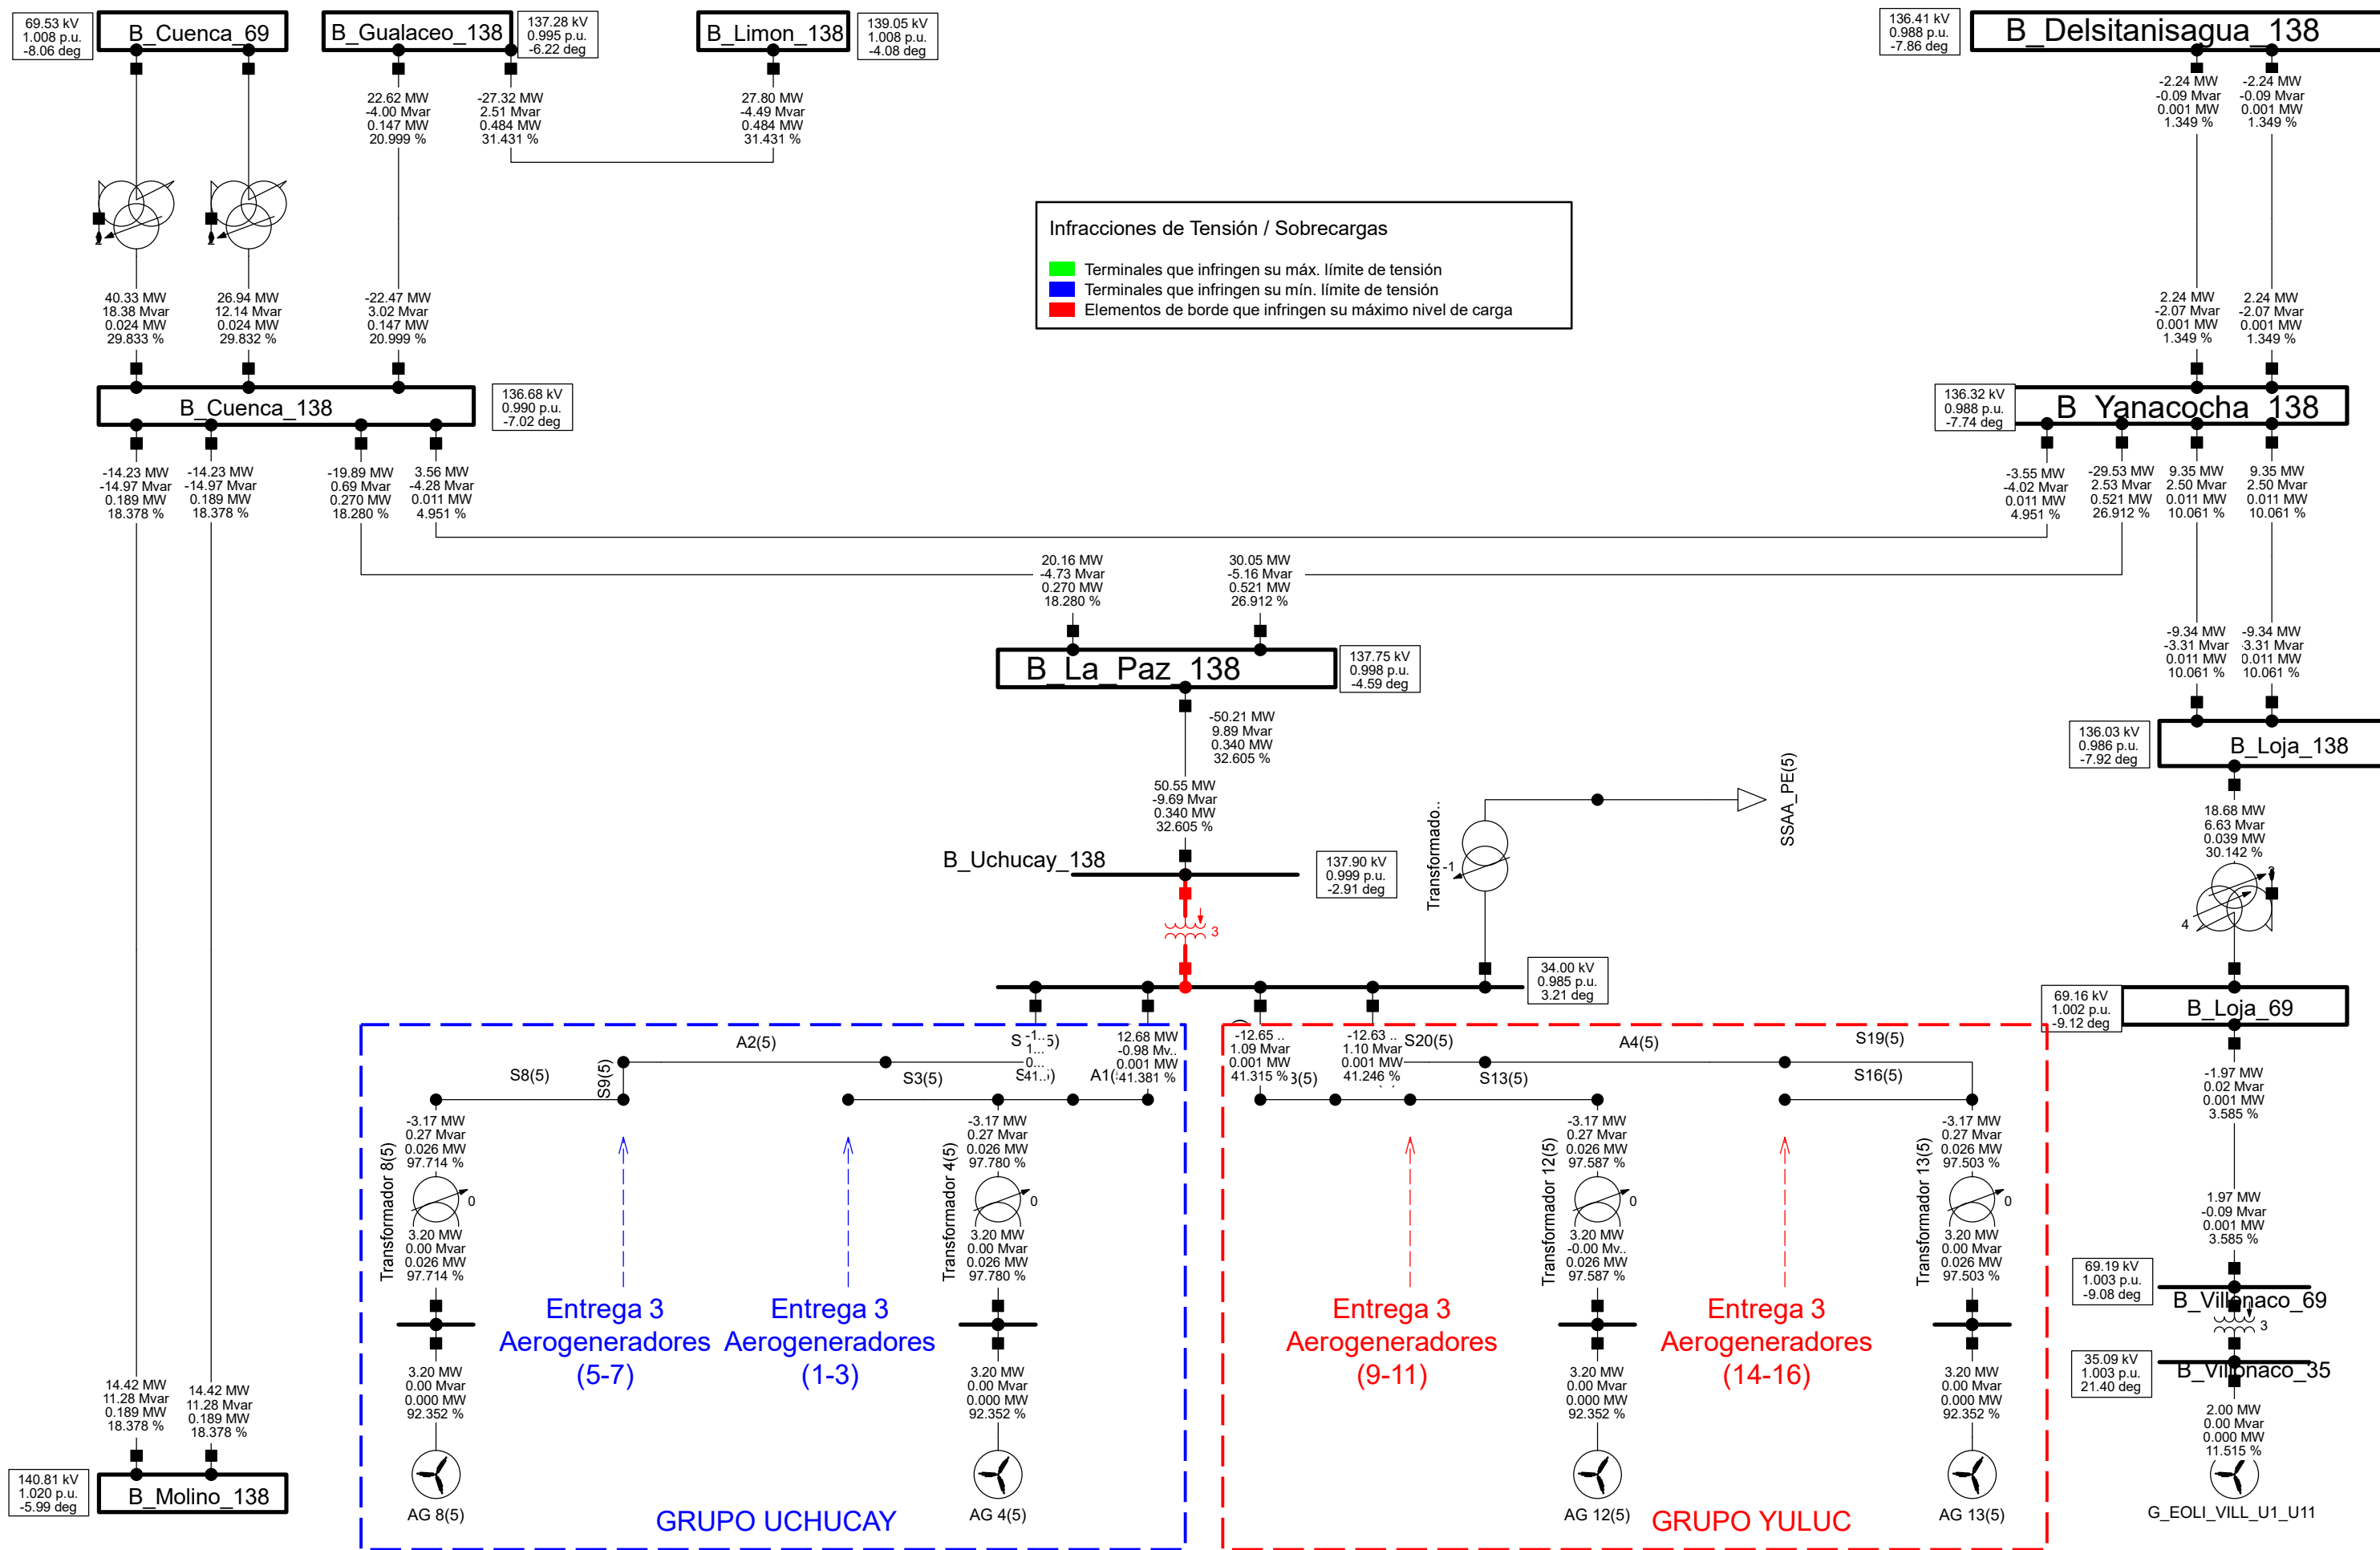 69.53 kV
1.008 p.u.
-8.06 deg
B_Cuenca_69
B_Gualaceo_138
137.28 kV
0.995 p.u.
-6.22 deg
B_Limon_138
139.05 kV
1.008 p.u.
-4.08 deg
136.41 kV
0.988 p.u.
-7.86 deg
B_Delsitanisagua_138
22.62 MW
-4.00 Mvar
0.147 MW
20.999 %
-27.32 MW
2.51 Mvar
0.484 MW
31.431 %
27.80 MW
-4.49 Mvar
0.484 MW
31.431 %
-2.24 MW
-0.09 Mvar
0.001 MW
1.349 %
-2.24 MW
-0.09 Mvar
0.001 MW
1.349 %
Infracciones de Tensión / Sobrecargas
Terminales que infringen su máx. límite de tensión
Terminales que infringen su mín. límite de tensión
Elementos de borde que infringen su máximo nivel de carga
40.33 MW
18.38 Mvar
0.024 MW
29.833 %
26.94 MW
12.14 Mvar
0.024 MW
29.832 %
-22.47 MW
3.02 Mvar
0.147 MW
20.999 %
2.24 MW
-2.07 Mvar
0.001 MW
1.349 %
2.24 MW
-2.07 Mvar
0.001 MW
1.349 %
B_Cuenca_138
136.68 kV
0.990 p.u.
-7.02 deg
136.32 kV
0.988 p.u.
-7.74 deg
B_Yanacocha_138
-14.23 MW
-14.97 Mvar
0.189 MW
18.378 %
-14.23 MW
-14.97 Mvar
0.189 MW
18.378 %
-19.89 MW
0.69 Mvar
0.270 MW
18.280 %
3.56 MW
-4.28 Mvar
0.011 MW
4.951 %
-3.55 MW
-4.02 Mvar
0.011 MW
4.951 %
-29.53 MW
2.53 Mvar
0.521 MW
26.912 %
9.35 MW
2.50 Mvar
0.011 MW
10.061 %
9.35 MW
2.50 Mvar
0.011 MW
10.061 %
20.16 MW
-4.73 Mvar
0.270 MW
18.280 %
30.05 MW
-5.16 Mvar
0.521 MW
26.912 %
B_La_Paz_138
137.75 kV
0.998 p.u.
-4.59 deg
-9.34 MW
-3.31 Mvar
0.011 MW
10.061 %
-9.34 MW
-3.31 Mvar
0.011 MW
10.061 %
-50.21 MW
9.89 Mvar
0.340 MW
32.605 %
50.55 MW
-9.69 Mvar
0.340 MW
32.605 %
136.03 kV
0.986 p.u.
-7.92 deg
B_Loja_138
18.68 MW
6.63 Mvar
0.039 MW
30.142 %
B_Uchucay_138
137.90 kV
0.999 p.u.
-2.91 deg
Transformado..
-1
SSAA_PE(5)
3
4
34.00 kV
0.985 p.u.
3.21 deg
69.16 kV
1.002 p.u.
-9.12 deg
B_Loja_69
A2(5)
-1..
1...
0...
41..
12.68 MW
-0.98 Mv..
0.001 MW
41.381 %
-12.65 ..
1.09 Mvar
0.001 MW
41.315 %
-12.63 ..
1.10 Mvar
0.001 MW
41.246 %
S20(5)
A4(5)
S19(5)
S8(5)
S9(5)
S3(5)
S13(5)
S16(5)
-1.97 MW
0.02 Mvar
0.001 MW
3.585 %
Transformador 8(5)
-3.17 MW
0.27 Mvar
0.026 MW
97.714 %
0
3.20 MW
0.00 Mvar
0.026 MW
97.714 %
Transformador 4(5)
-3.17 MW
0.27 Mvar
0.026 MW
97.780 %
0
3.20 MW
0.00 Mvar
0.026 MW
97.780 %
Transformador 12(5)
-3.17 MW
0.27 Mvar
0.026 MW
97.587 %
0
3.20 MW
-0.00 Mv..
0.026 MW
97.587 %
Transformador 13(5)
-3.17 MW
0.27 Mvar
0.026 MW
97.503 %
0
3.20 MW
0.00 Mvar
0.026 MW
97.503 %
1.97 MW
-0.09 Mvar
0.001 MW
3.585 %
69.19 kV
1.003 p.u.
-9.08 deg
B_Villonaco_69
3
35.09 kV
1.003 p.u.
21.40 deg
B_Villonaco_35
Entrega 3
Aerogeneradores
(5-7)
Entrega 3
Aerogeneradores
(1-3)
Entrega 3
Aerogeneradores
(9-11)
Entrega 3
Aerogeneradores
(14-16)
14.42 MW
11.28 Mvar
0.189 MW
18.378 %
14.42 MW
11.28 Mvar
0.189 MW
18.378 %
3.20 MW
0.00 Mvar
0.000 MW
92.352 %
3.20 MW
0.00 Mvar
0.000 MW
92.352 %
3.20 MW
0.00 Mvar
0.000 MW
92.352 %
3.20 MW
0.00 Mvar
0.000 MW
92.352 %
2.00 MW
0.00 Mvar
0.000 MW
11.515 %
140.81 kV
1.020 p.u.
-5.99 deg
B_Molino_138
AG 8(5)
GRUPO UCHUCAY
AG 4(5)
AG 12(5)
GRUPO YULUC
AG 13(5)
G_EOLI_VILL_U1_U11